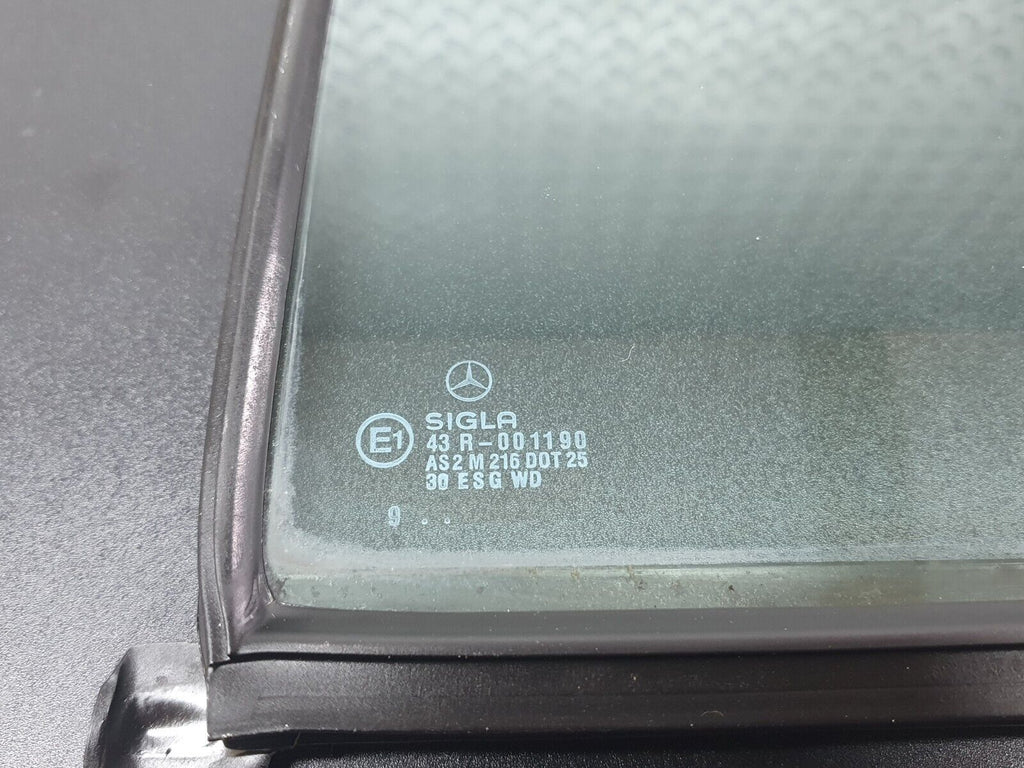 SIGLA
E1
43 R-001190
AS2 M 216 DOT 25
30 ESG WD
9 . .